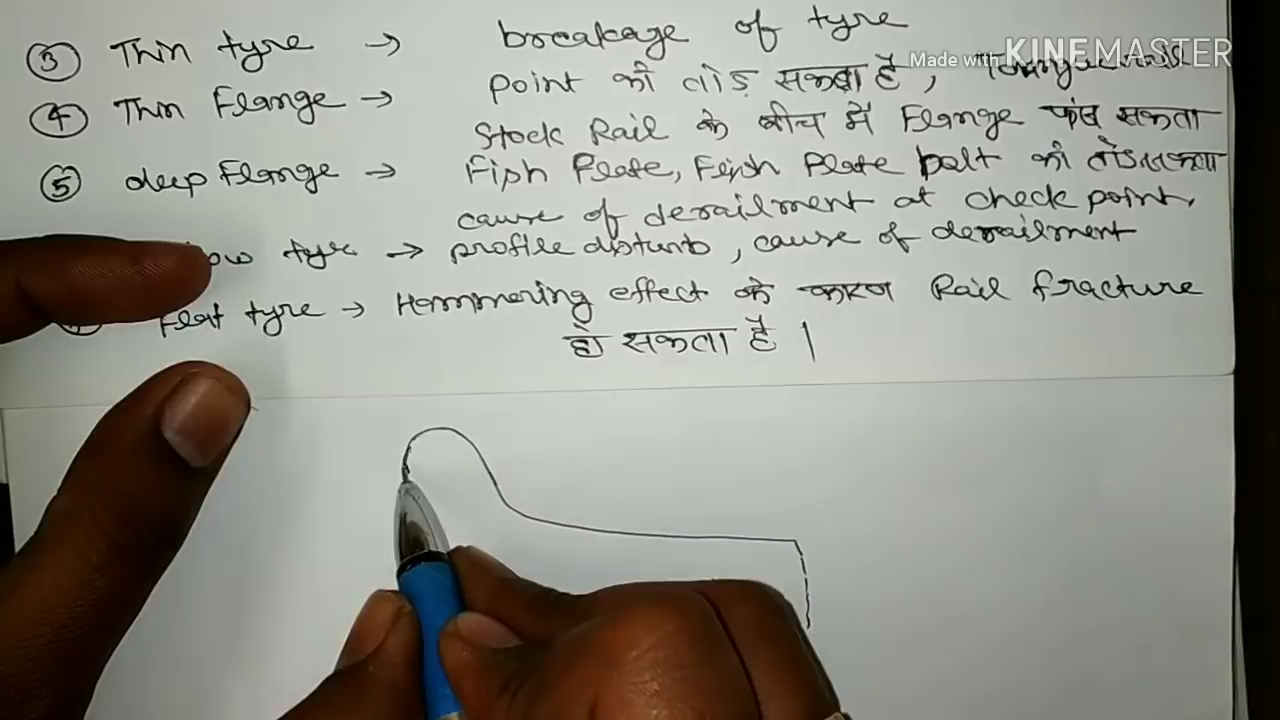 ③ Thin tyre → breakage of tyre
Made with KINEMASTER
④ Thin Flange → Point को तोड़ सकता है,
Stock Rail के बीच में Flange फंस सकता
⑤ deep Flange → Fish Plate, Fish Plate bolt को तोड़ सकता
cause of derailment at check point,
tyre → profile disturb, cause of derailment
Flat tyre → Hammering effect के कारण Rail fracture
हो सकता है |